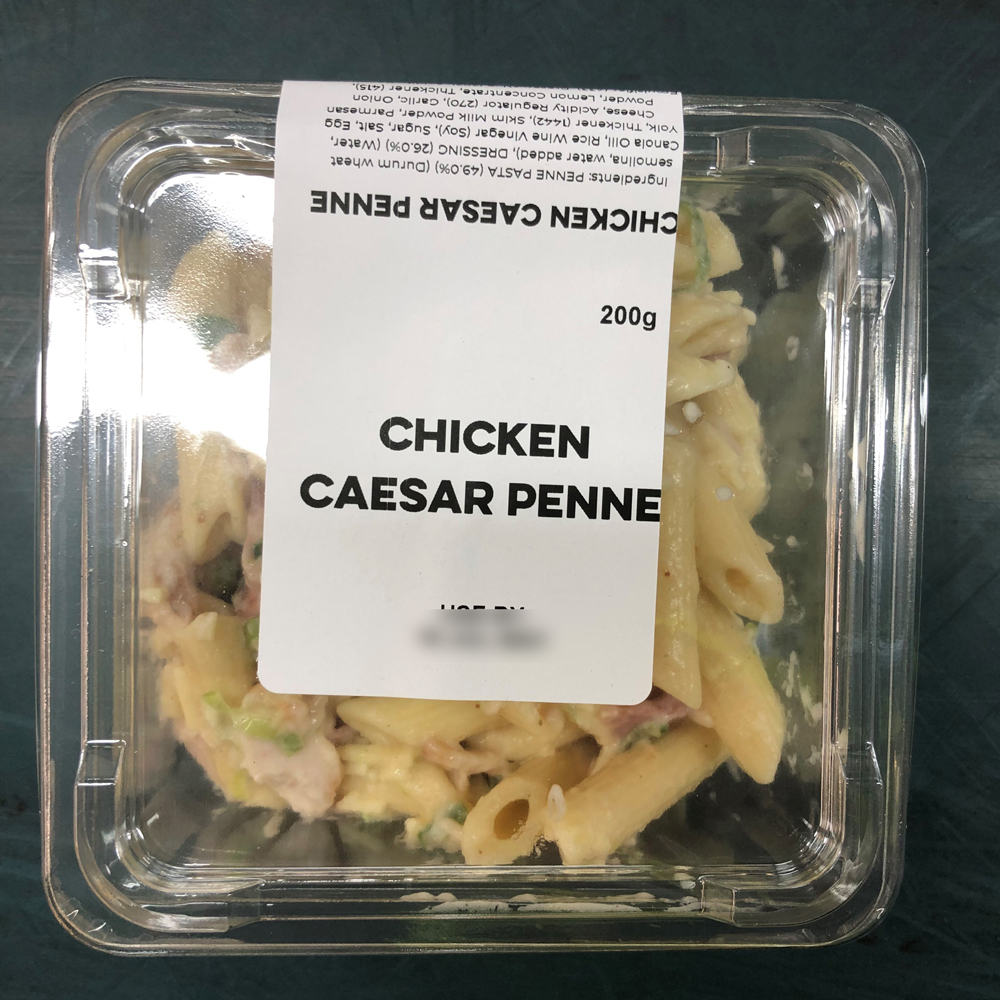 200g
CHICKEN
CAESAR PENNE
USE BY
CHICKEN CAESAR PENNE
Ingredients: PENNE PASTA (49.0%) (Durum wheat
semolina, water added), DRESSING (26.0%) (Water,
Canola Oil, Rice Wine Vinegar (Soy), Sugar, Salt, Egg
Yolk, Thickener (1442), Skim Milk Powder, Parmesan
Cheese, Acidity Regulator (270), Garlic, Onion
Powder, Lemon Concentrate, Thickener (415),